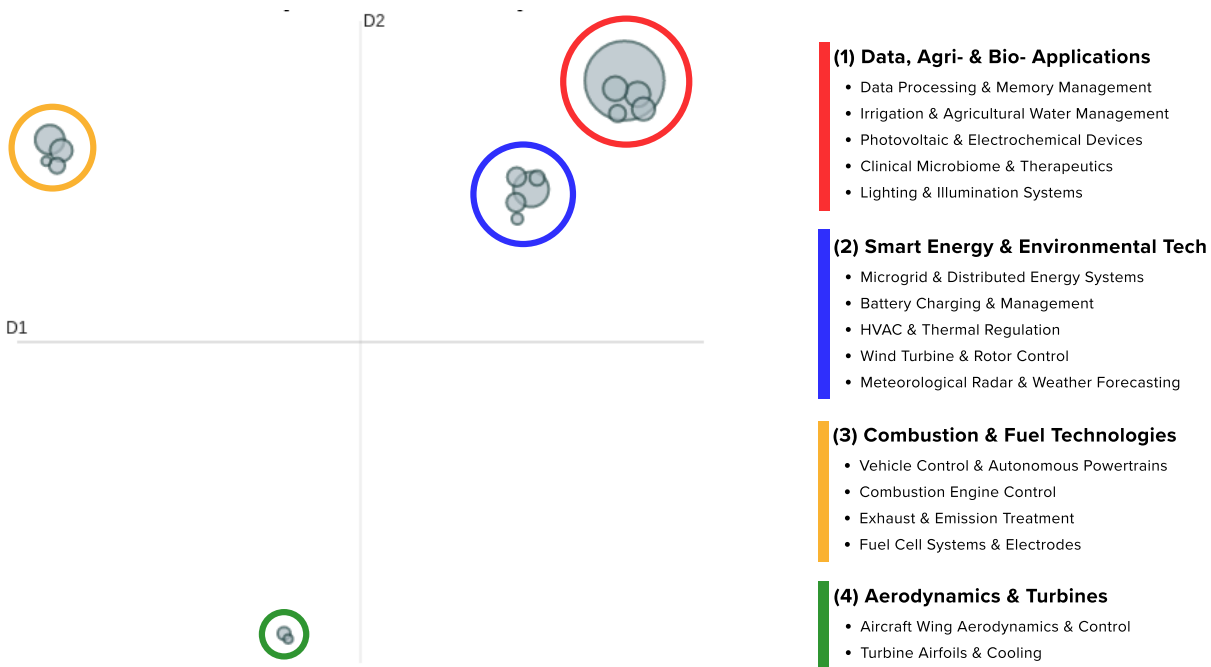 D2
D1
(1) Data, Agri- & Bio- Applications
• Data Processing & Memory Management
• Irrigation & Agricultural Water Management
• Photovoltaic & Electrochemical Devices
• Clinical Microbiome & Therapeutics
• Lighting & Illumination Systems
(2) Smart Energy & Environmental Tech
• Microgrid & Distributed Energy Systems
• Battery Charging & Management
• HVAC & Thermal Regulation
• Wind Turbine & Rotor Control
• Meteorological Radar & Weather Forecasting
(3) Combustion & Fuel Technologies
• Vehicle Control & Autonomous Powertrains
• Combustion Engine Control
• Exhaust & Emission Treatment
• Fuel Cell Systems & Electrodes
(4) Aerodynamics & Turbines
• Aircraft Wing Aerodynamics & Control
• Turbine Airfoils & Cooling